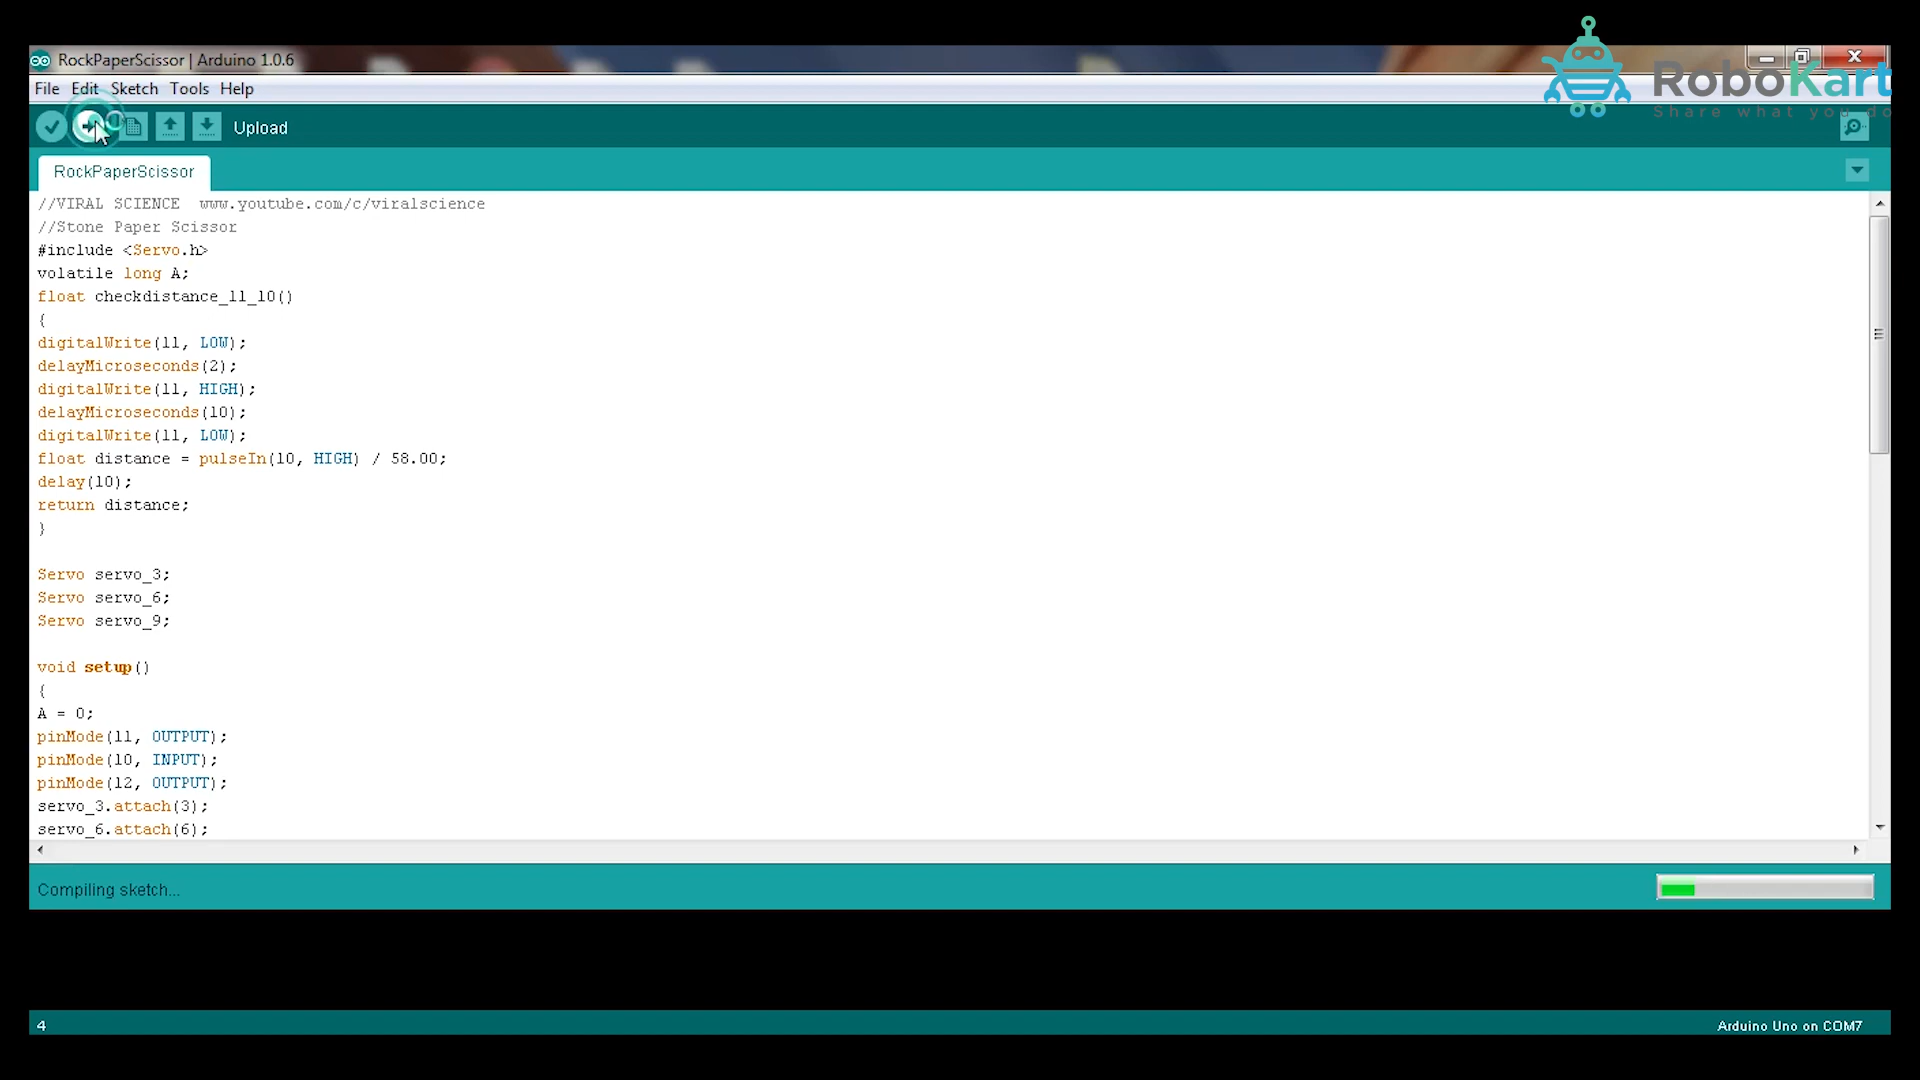 RockPaperScissor | Arduino 1.0.6
RoboKart
Share what you do
File Edit Sketch Tools Help
Upload
RockPaperScissor
//VIRAL SCIENCE  www.youtube.com/c/viralscience
//Stone Paper Scissor
#include <Servo.h>
volatile long A;
float checkdistance_11_10()
{
digitalWrite(11, LOW);
delayMicroseconds(2);
digitalWrite(11, HIGH);
delayMicroseconds(10);
digitalWrite(11, LOW);
float distance = pulseIn(10, HIGH) / 58.00;
delay(10);
return distance;
}
Servo servo_3;
Servo servo_6;
Servo servo_9;
void setup()
{
A = 0;
pinMode(11, OUTPUT);
pinMode(10, INPUT);
pinMode(12, OUTPUT);
servo_3.attach(3);
servo_6.attach(6);
Compiling sketch...
4
Arduino Uno on COM7